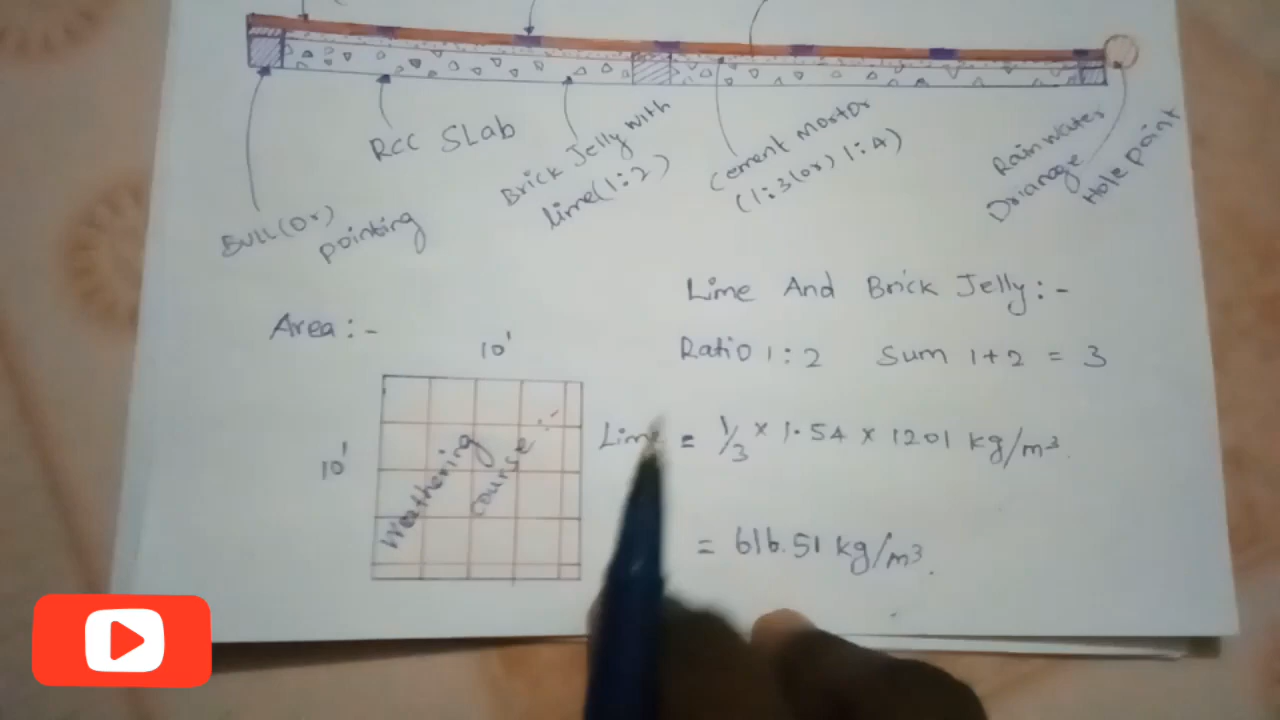 RCC SLab
Brick Jelly with
lime (1:2)
Cement Mortor
(1:3 (or) 1:4)
Rain water
Drianage
Hole point
BULL (or)
pointing
Area :-
10'
10'
Weathering
course :-
Lime And Brick Jelly :-
Ratio 1 : 2 Sum 1+2 = 3
Lime = 1/3 × 1.54 × 1201 kg/m³.
= 616.51 kg/m³.